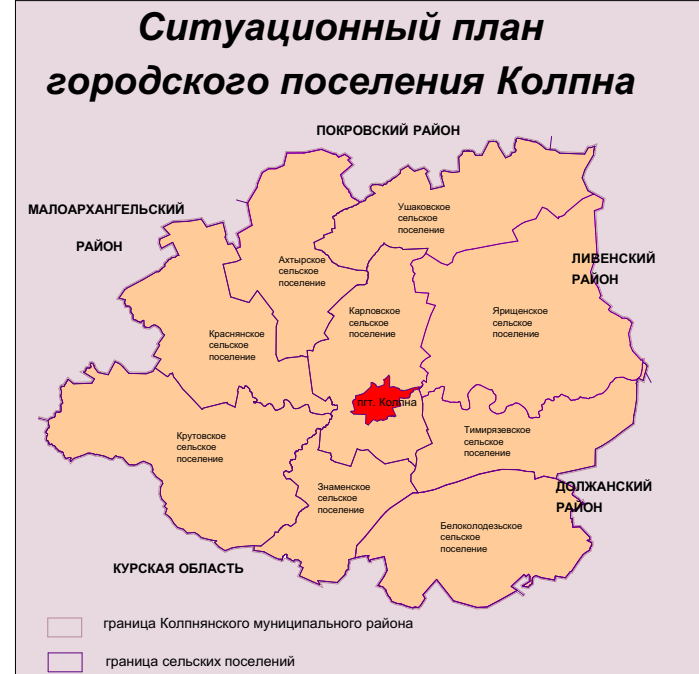 Ситуационный план
городского поселения Колпна
ПОКРОВСКИЙ РАЙОН
МАЛОАРХАНГЕЛЬСКИЙ
РАЙОН
Ушаковское
сельское
поселение
ЛИВЕНСКИЙ
РАЙОН
Ахтырское
сельское
поселение
Карловское
сельское
поселение
Ярищенское
сельское
поселение
Краснянское
сельское
поселение
пгт. Колпна
Крутовское
сельское
поселение
Тимирязевское
сельское
поселение
Знаменское
сельское
поселение
ДОЛЖАНСКИЙ
РАЙОН
Белоколодезьское
сельское
поселение
КУРСКАЯ ОБЛАСТЬ
граница Колпнянского муниципального района
граница сельских поселений